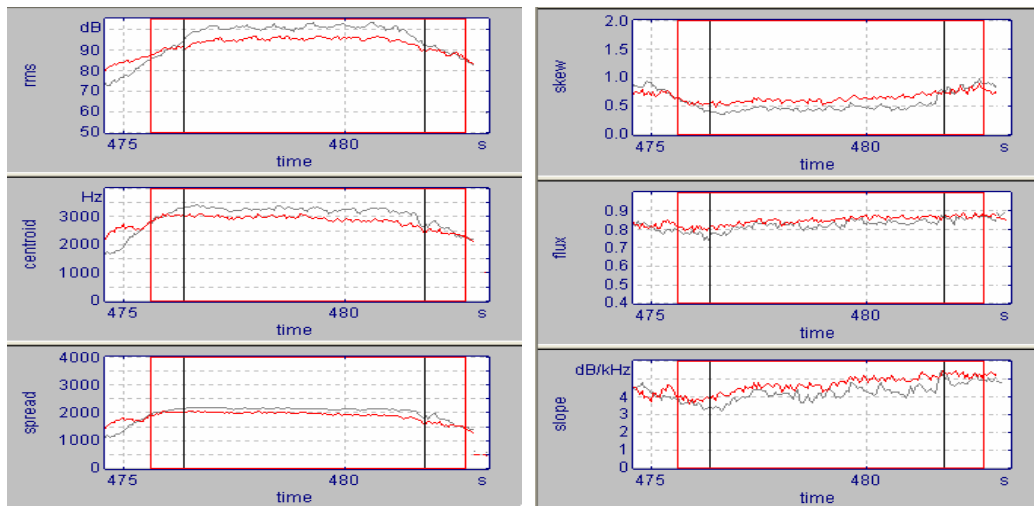 dB
90
80
70
60
50
rms
475
480
s
time
Hz
3000
2000
1000
0
centroid
475
480
s
time
4000
3000
2000
1000
0
spread
475
480
s
time
2.0
1.5
1.0
0.5
0.0
skew
475
480
s
time
0.9
0.8
0.7
0.6
0.5
0.4
flux
475
480
s
time
dB/kHz
4
3
2
1
0
slope
475
480
s
time